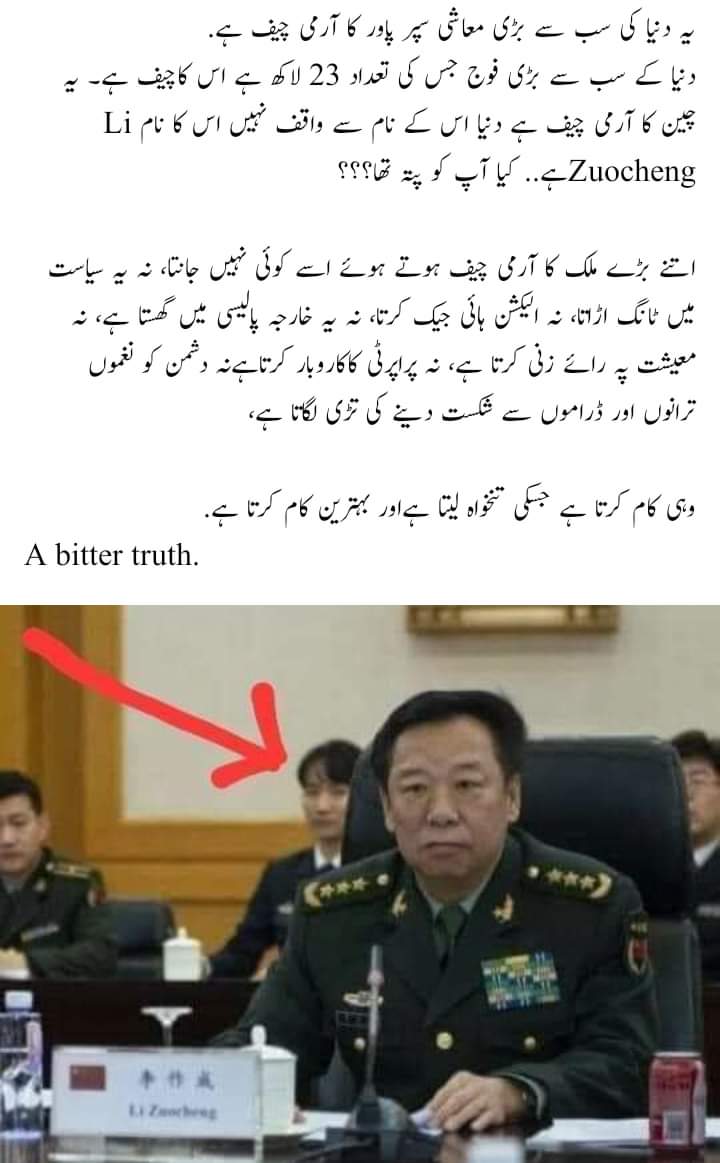 یہ دنیا کی سب سے بڑی معاشی سپر پاور کا آرمی چیف ہے.
دنیا کے سب سے بڑی فوج جس کی تعداد 23 لاکھ ہے اس کاچیف ہے۔ یہ
چین کا آرمی چیف ہے دنیا اس کے نام سے واقف نہیں اس کا نام Li
Zuochengہے.. کیا آپ کو پتہ تھا؟؟؟
اتنے بڑے ملک کا آرمی چیف ہوتے ہوئے اسے کوئی نہیں جانتا، نہ یہ سیاست
میں ٹانگ اڑاتا، نہ الیکشن ہائی جیک کرتا، نہ یہ خارجہ پالیسی میں گھستا ہے، نہ
معیشت پہ رائے زنی کرتا ہے، نہ پراپرٹی کاکاروبار کرتاہےنہ دشمن کو نغموں
ترانوں اور ڈراموں سے شکست دینے کی تڑی لگاتا ہے،
وہی کام کرتا ہے جسکی تنخواہ لیتا ہےاور بہترین کام کرتا ہے.
A bitter truth.
李作成
Li Zuocheng